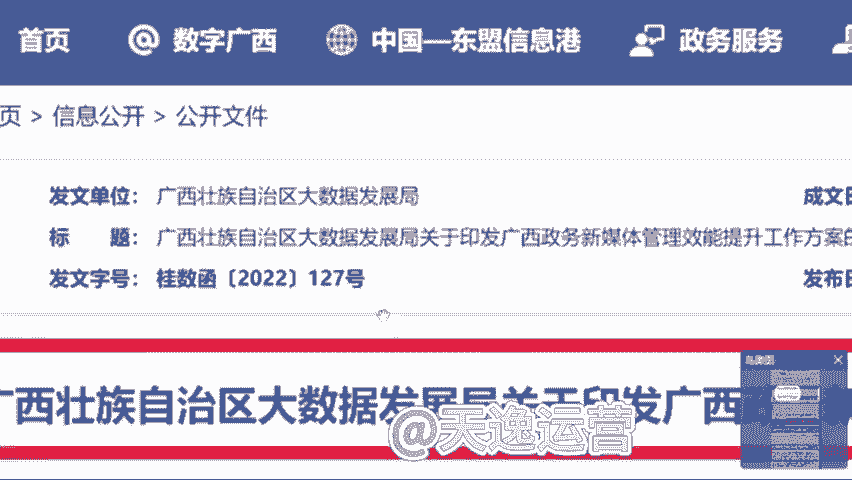 首页 数字广西 中国—东盟信息港 政务服务
页 > 信息公开 > 公开文件
发文单位： 广西壮族自治区大数据发展局 成文日
标 题： 广西壮族自治区大数据发展局关于印发广西政务新媒体管理效能提升工作方案的
发文字号： 桂数函〔2022〕127号 发布日
广西壮族自治区大数据发展局关于印发广西
@天逸运营